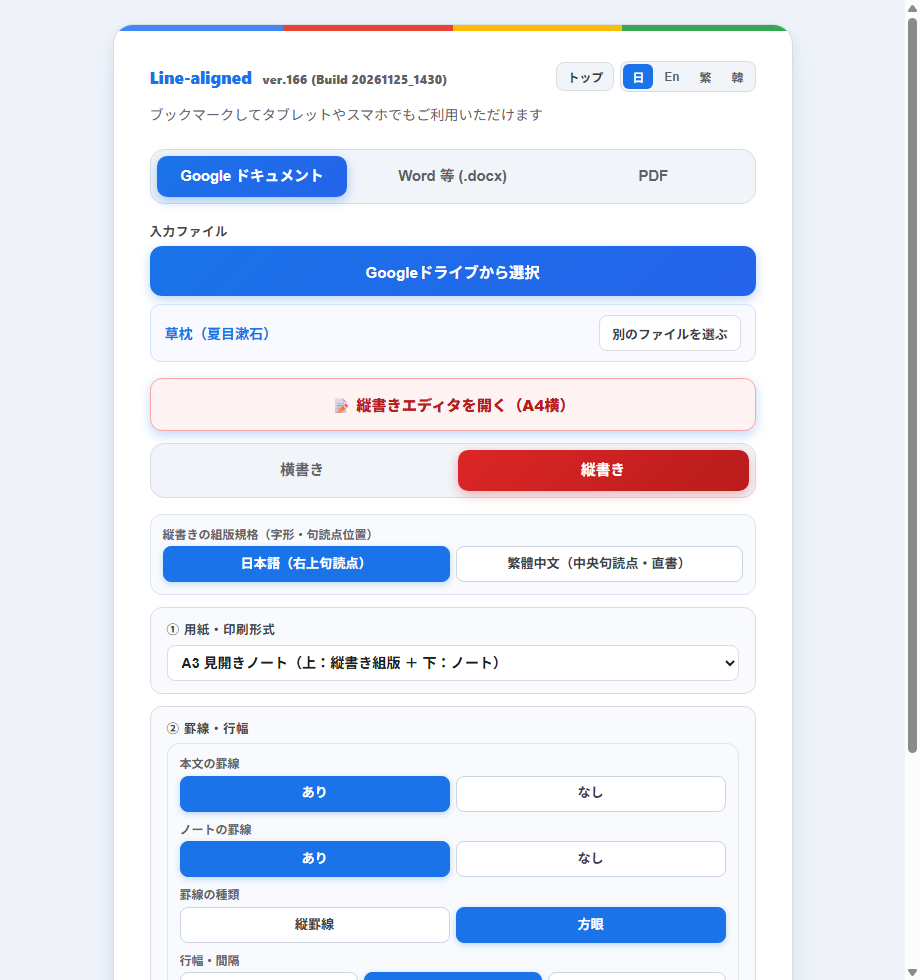 Line-aligned ver.166 (Build 20261125_1430)
トップ 日 En 繁 韓
ブックマークしてタブレットやスマホでもご利用いただけます
Google ドキュメント Word 等 (.docx) PDF
入力ファイル
Googleドライブから選択
草枕（夏目漱石） 別のファイルを選ぶ
📝 縦書きエディタを開く（A4横）
横書き 縦書き
縦書きの組版規格（字形・句読点位置）
日本語（右上句読点） 繁體中文（中央句読点・直書）
① 用紙・印刷形式
A3 見開きノート（上：縦書き組版 ＋ 下：ノート）
② 罫線・行幅
本文の罫線
あり なし
ノートの罫線
あり なし
罫線の種類
縦罫線 方眼
行幅・間隔